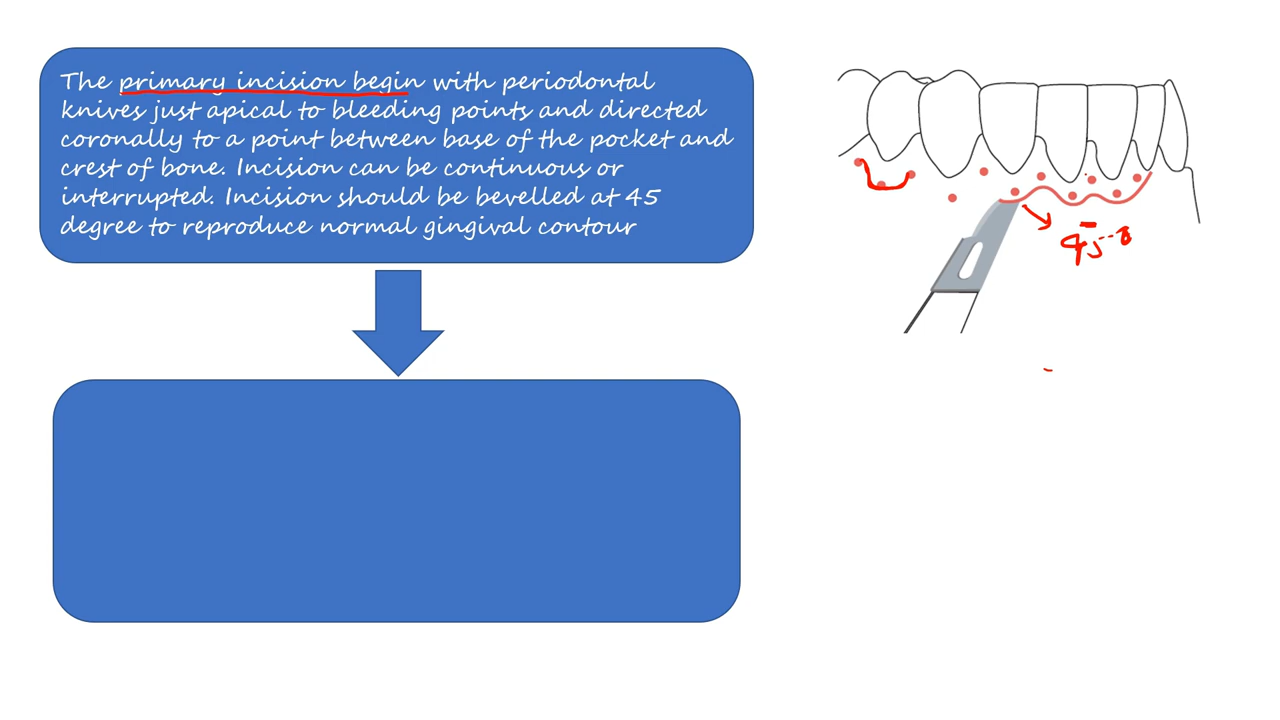 The primary incision begin with periodontal
knives just apical to bleeding points and directed
coronally to a point between base of the pocket and
crest of bone. Incision can be continuous or
interrupted. Incision should be bevelled at 45
degree to reproduce normal gingival contour
45